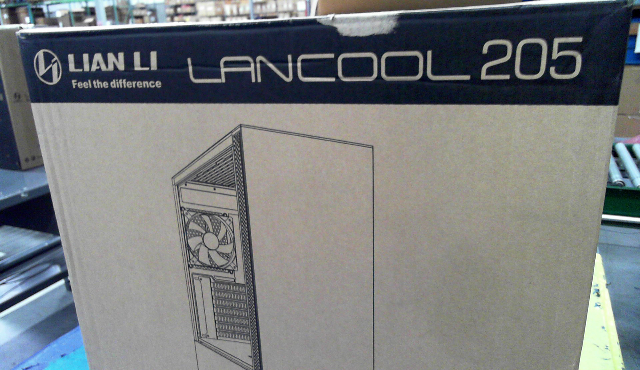 LIAN LI
Feel the difference
LANCOOL 205